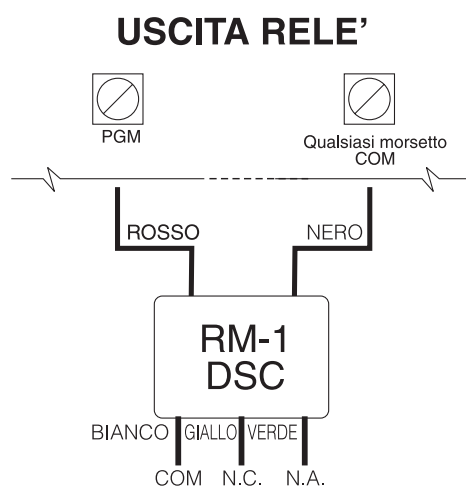 USCITA RELE'
PGM
Qualsiasi morsetto
COM
ROSSO
NERO
RM-1
DSC
BIANCO GIALLO VERDE
COM N.C. N.A.